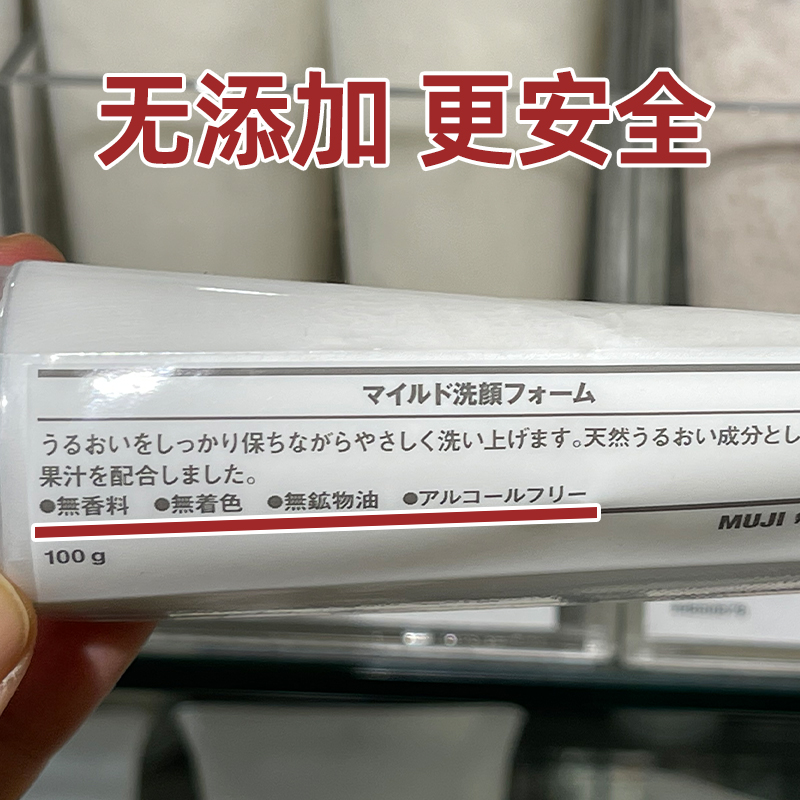 无添加 更安全
マイルド洗顔フォーム
うるおいをしっかり保ちながらやさしく洗い上げます。天然うるおい成分とし
果汁を配合しました。
●無香料 ●無着色 ●無鉱物油 ●アルコールフリー
MUJI
100 g